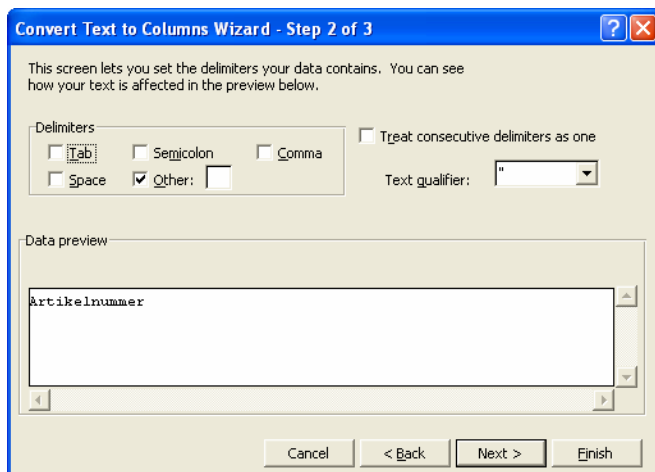 Convert Text to Columns Wizard - Step 2 of 3
This screen lets you set the delimiters your data contains. You can see
how your text is affected in the preview below.
Delimiters
Tab Semicolon Comma
Space Other:
Treat consecutive delimiters as one
Text qualifier: "
Data preview
Artikelnummer
Cancel < Back Next > Finish